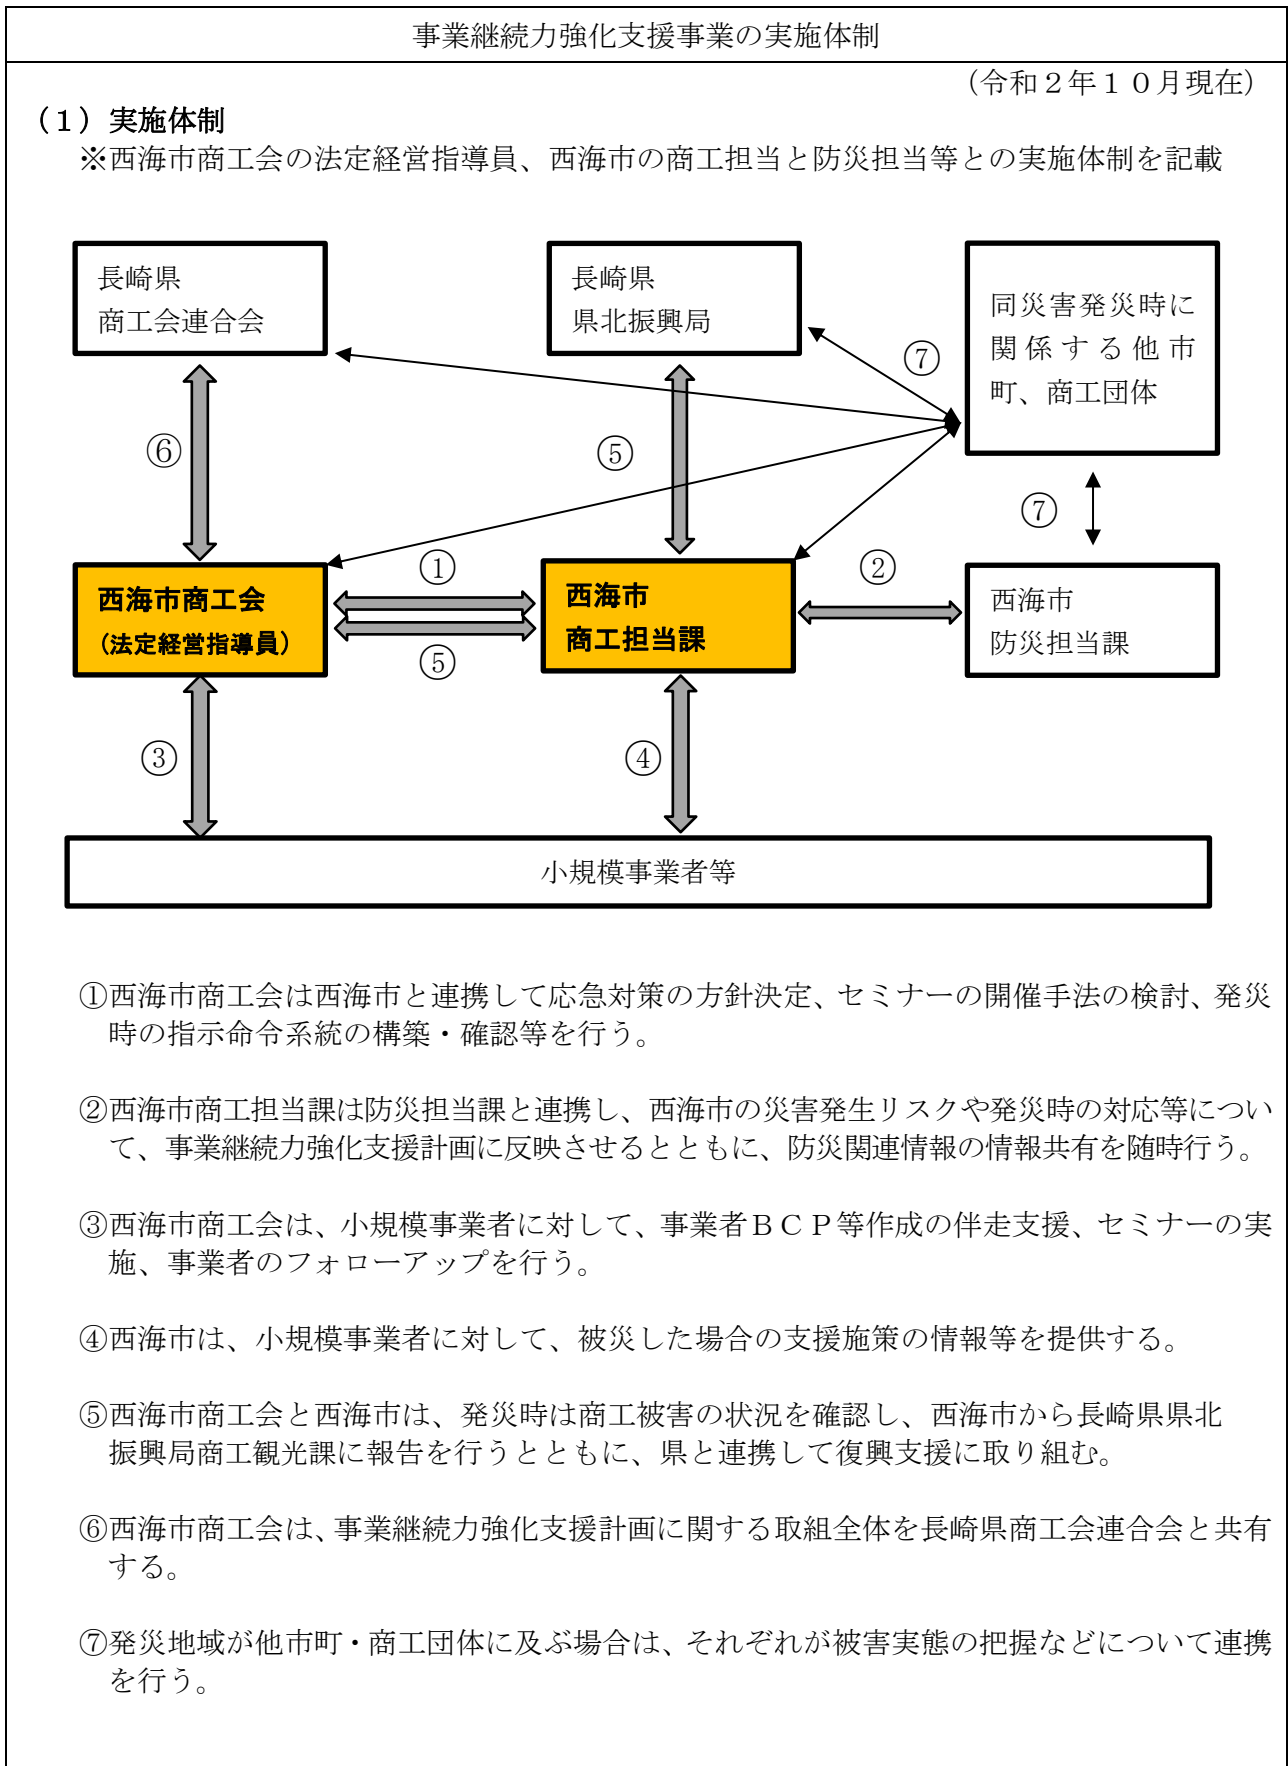 事業継続力強化支援事業の実施体制
(令和２年１０月現在)
（１）実施体制
※西海市商工会の法定経営指導員、西海市の商工担当と防災担当等との実施体制を記載
長崎県
商工会連合会
長崎県
県北振興局
同災害発災時に
関係する他市
町、商工団体
⑦
⑥
⑤
⑦
①
②
西海市商工会
（法定経営指導員）
西海市
商工担当課
西海市
防災担当課
⑤
③
④
小規模事業者等
①西海市商工会は西海市と連携して応急対策の方針決定、セミナーの開催手法の検討、発災
時の指示命令系統の構築・確認等を行う。
②西海市商工担当課は防災担当課と連携し、西海市の災害発生リスクや発災時の対応等につい
て、事業継続力強化支援計画に反映させるとともに、防災関連情報の情報共有を随時行う。
③西海市商工会は、小規模事業者に対して、事業者ＢＣＰ等作成の伴走支援、セミナーの実
施、事業者のフォローアップを行う。
④西海市は、小規模事業者に対して、被災した場合の支援施策の情報等を提供する。
⑤西海市商工会と西海市は、発災時は商工被害の状況を確認し、西海市から長崎県県北
振興局商工観光課に報告を行うとともに、県と連携して復興支援に取り組む。
⑥西海市商工会は、事業継続力強化支援計画に関する取組全体を長崎県商工会連合会と共有
する。
⑦発災地域が他市町・商工団体に及ぶ場合は、それぞれが被害実態の把握などについて連携
を行う。